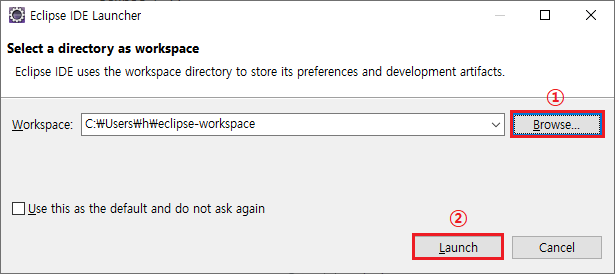 Eclipse IDE Launcher
Select a directory as workspace
Eclipse IDE uses the workspace directory to store its preferences and development artifacts.
①
Workspace: C:₩Users₩h₩eclipse-workspace Browse...
Use this as the default and do not ask again
②
Launch Cancel